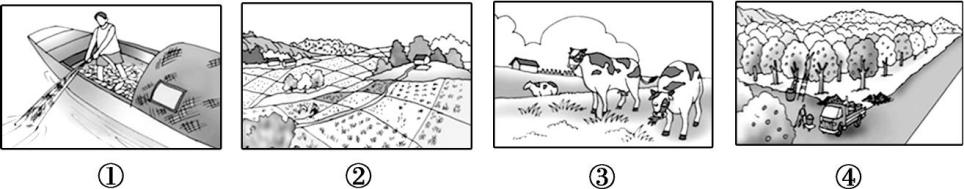 ① ② ③ ④